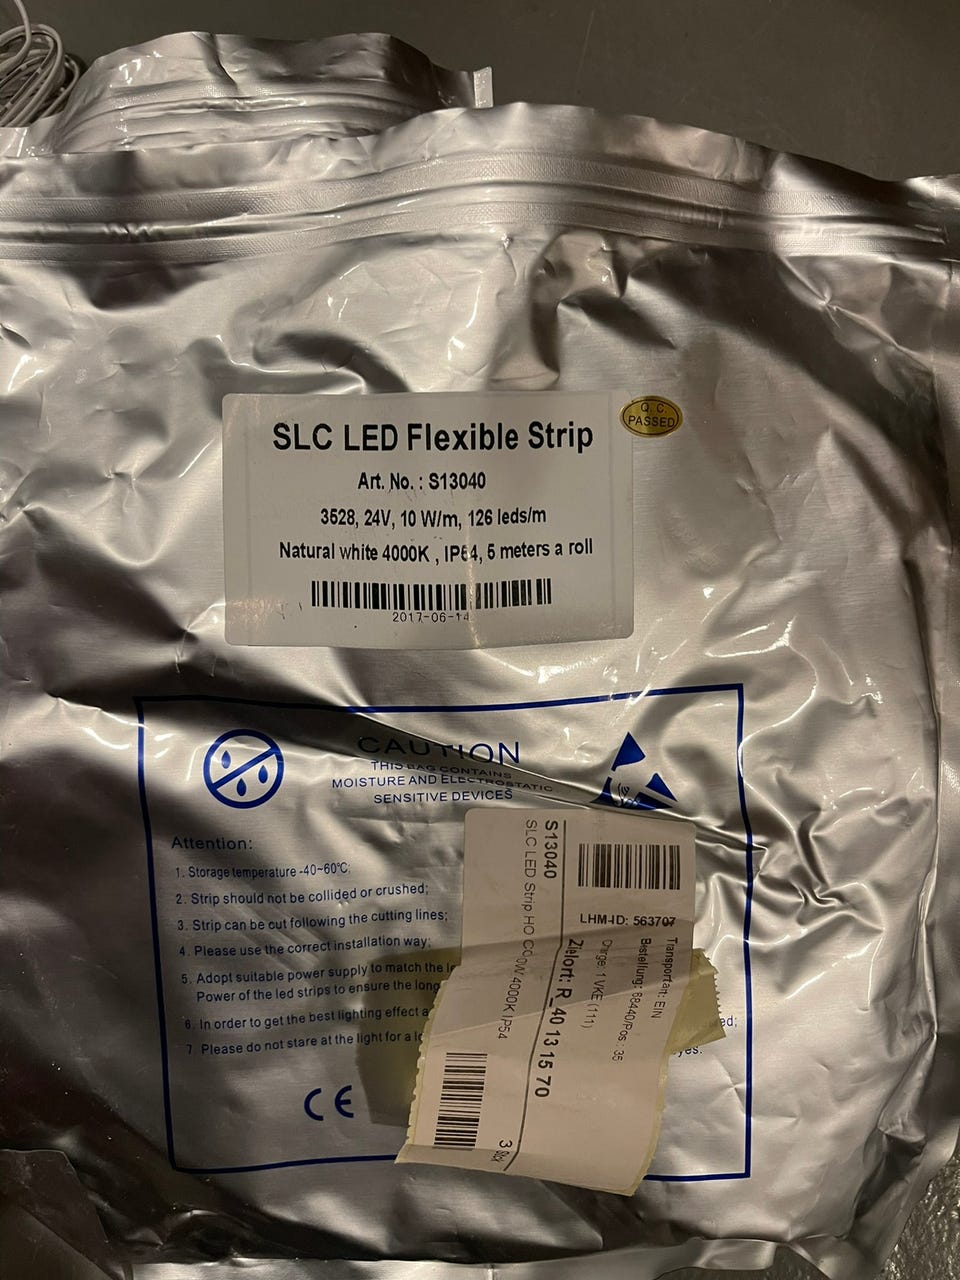 SLC LED Flexible Strip
Art. No. : S13040
3528, 24V, 10 W/m, 126 leds/m
Natural white 4000K , IP54, 5 meters a roll
2017-06-14
Q.C.
PASSED
CAUTION
THIS BAG CONTAINS
MOISTURE AND ELECTROSTATIC
SENSITIVE DEVICES
Attention:
1. Storage temperature -40~60℃;
2. Strip should not be collided or crushed;
3. Strip can be cut following the cutting lines;
4. Please use the correct installation way;
5. Adopt suitable power supply to match the
Power of the led strips to ensure the
6. In order to get the best lighting effect
7. Please do not stare at the light for a
eyes.
CE
LHM-ID: 563707
Transportart: EIN
Bestellung: 68440/Pos.: 35
Charge: 1 VKE (111)
Zielort: R_40 13 15 70
S13040
SLC LED Strip HO 4000K IP54
3 Stk